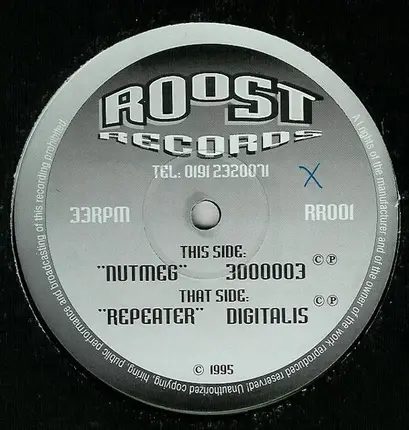 ROOST
RECORDS
TEL: 0191 2320071
X
33RPM
RR001
THIS SIDE:
"NUTMEG" 3000003 © ℗
THAT SIDE:
"REPEATER" DIGITALIS © ℗
© 1995
All rights of the manufacturer and of the owner of the work reproduced reserved! Unauthorized copying, hiring, public performance and broadcasting of this recording prohibited.